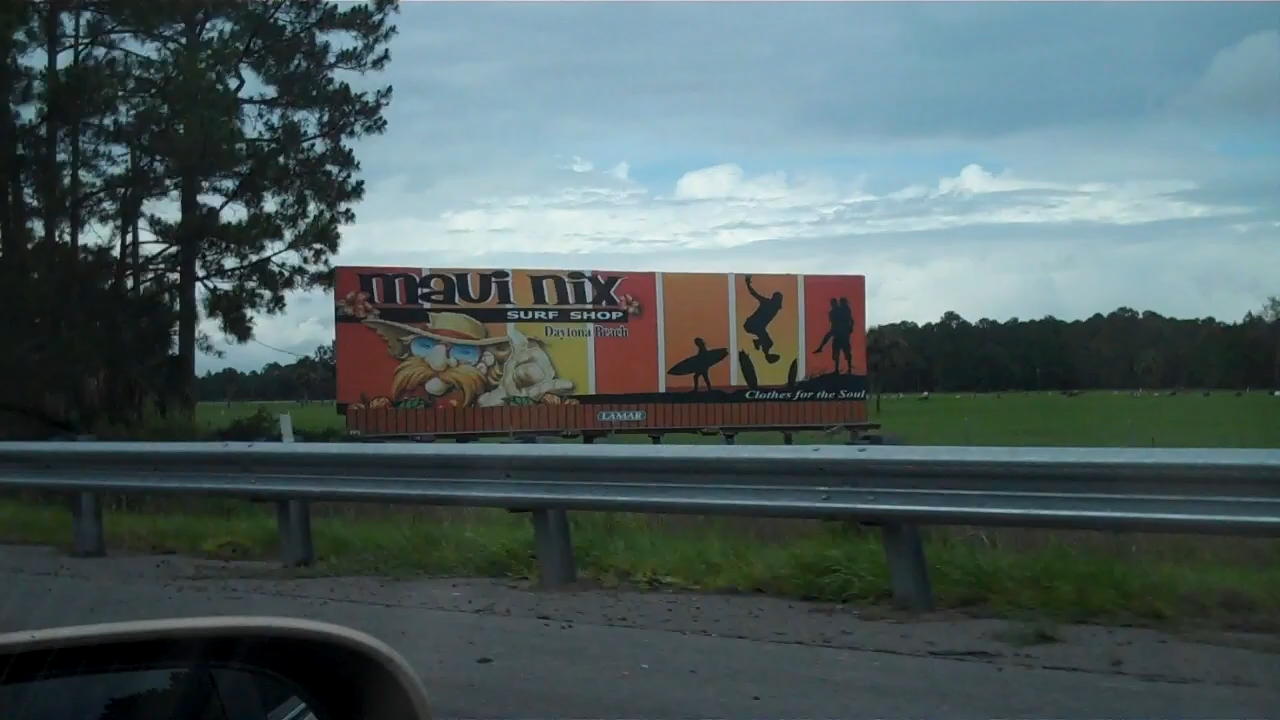 maui nix
SURF SHOP
Daytona Beach
Clothes for the Soul
LAMAR